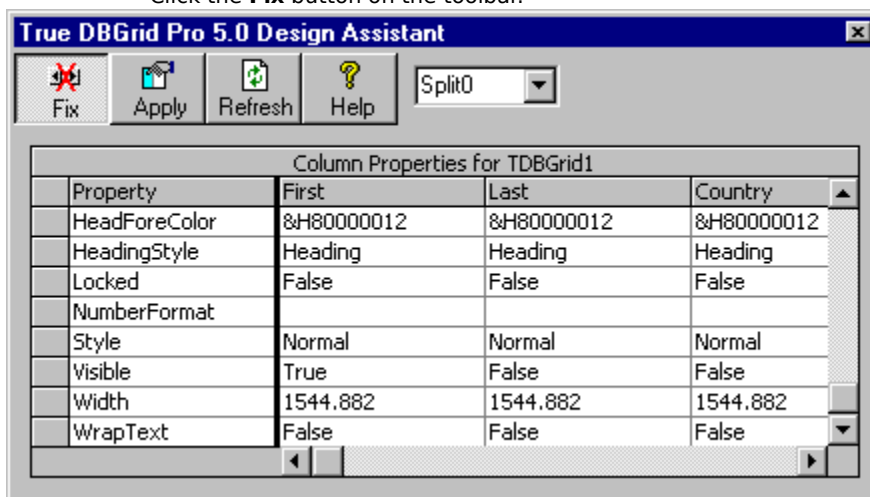 Click the Fix button on the toolbar.
True DBGrid Pro 5.0 Design Assistant
Fix Apply Refresh Help Split0
Column Properties for TDBGrid1
Property First Last Country
HeadForeColor &H80000012 &H80000012 &H80000012
HeadingStyle Heading Heading Heading
Locked False False False
NumberFormat
Style Normal Normal Normal
Visible True False False
Width 1544.882 1544.882 1544.882
WrapText False False False